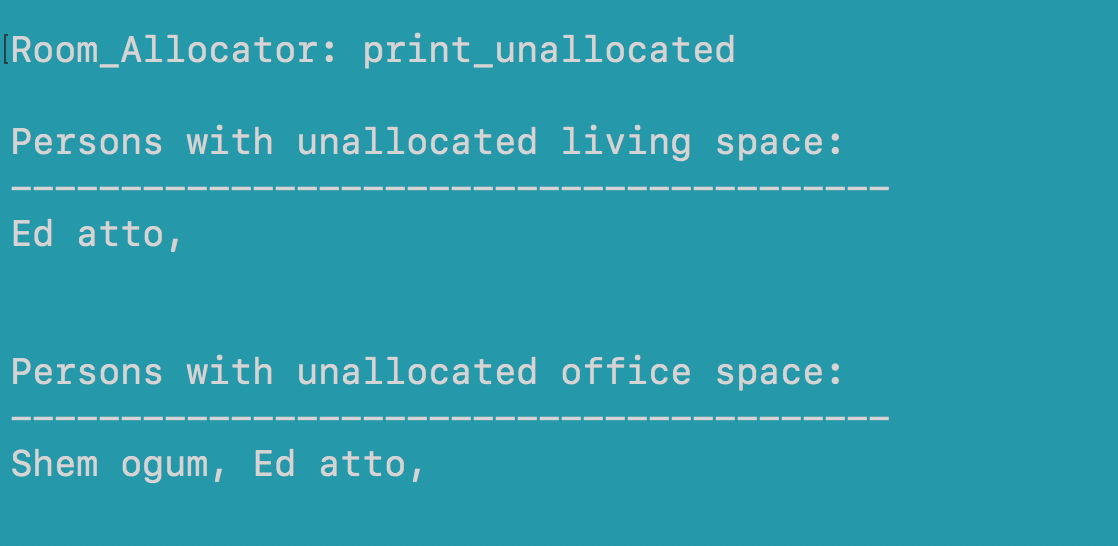 [Room_Allocator: print_unallocated
Persons with unallocated living space:
----------------------------------------
Ed atto,
Persons with unallocated office space:
----------------------------------------
Shem ogum, Ed atto,